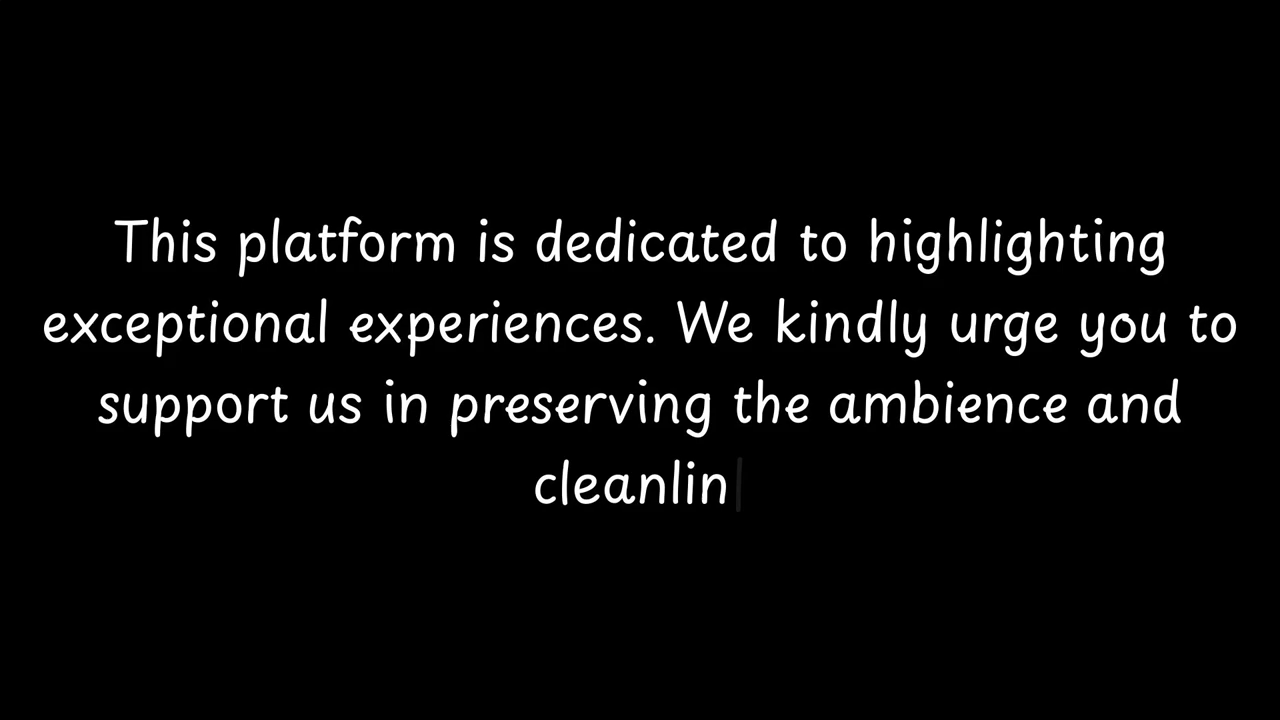 This platform is dedicated to highlighting
exceptional experiences. We kindly urge you to
support us in preserving the ambience and
cleanlin